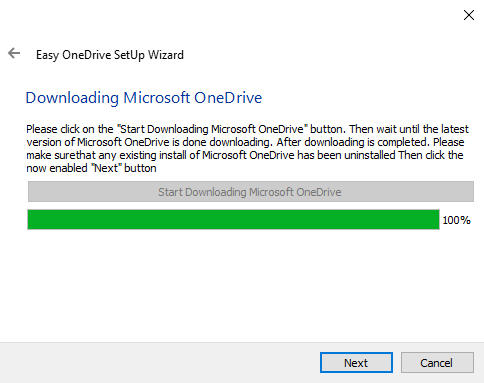 Easy OneDrive SetUp Wizard
Downloading Microsoft OneDrive
Please click on the "Start Downloading Microsoft OneDrive" button. Then wait until the latest
version of Microsoft OneDrive is done downloading. After downloading is completed. Please
make surethat any existing install of Microsoft OneDrive has been uninstalled Then click the
now enabled "Next" button
Start Downloading Microsoft OneDrive
100%
Next Cancel